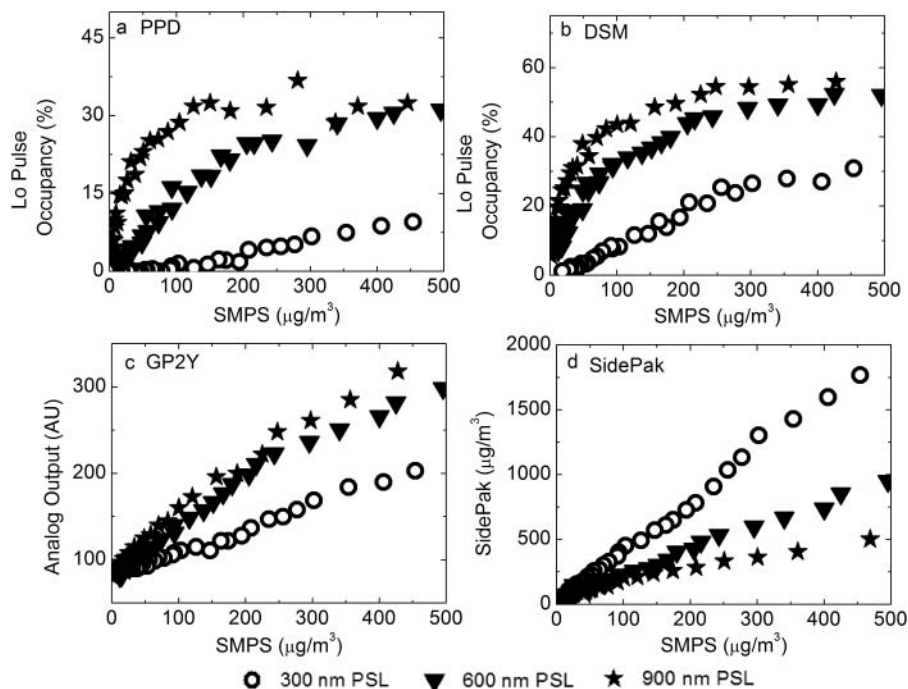 a PPD
45
30
15
0
Lo Pulse
Occupancy (%)
0 100 200 300 400 500
SMPS (μg/m³)
b DSM
60
40
20
0
Lo Pulse
Occupancy (%)
0 100 200 300 400 500
SMPS (μg/m³)
c GP2Y
300
200
100
Analog Output (AU)
0 100 200 300 400 500
SMPS (μg/m³)
d SidePak
2000
1750
1500
1250
1000
750
500
250
0
SidePak (μg/m³)
0 100 200 300 400 500
SMPS (μg/m³)
300 nm PSL 600 nm PSL 900 nm PSL